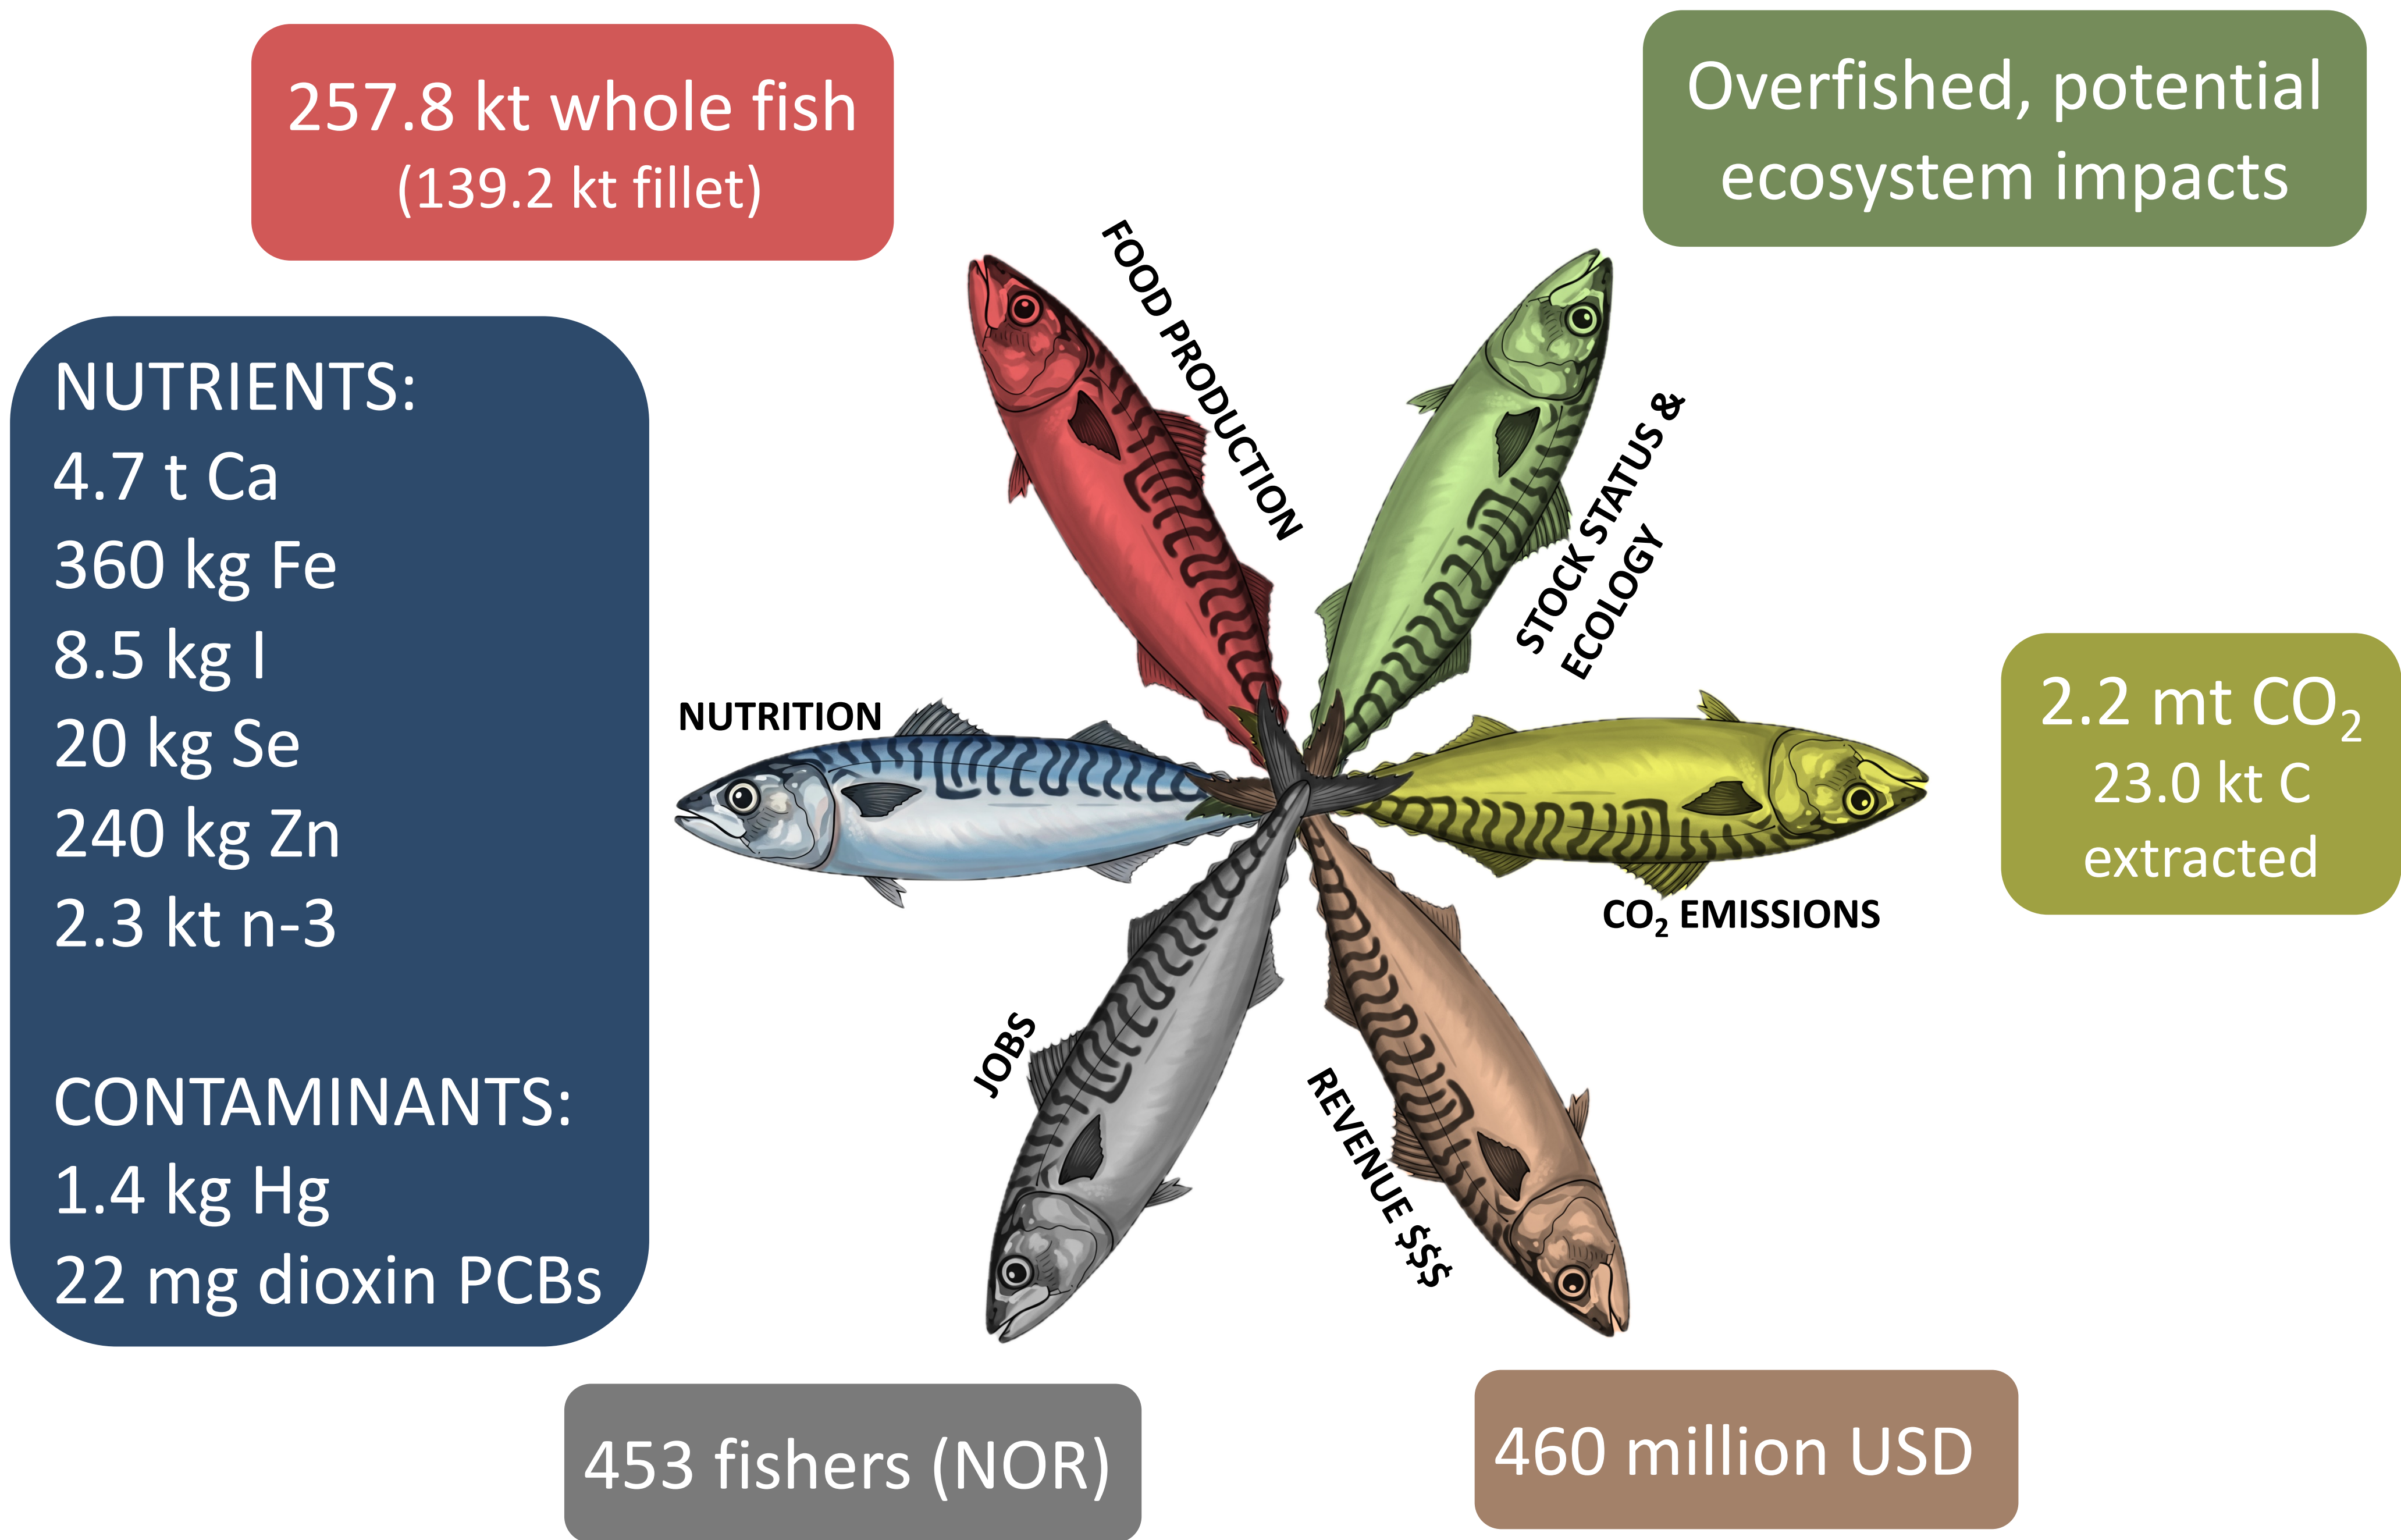 257.8 kt whole fish
(139.2 kt fillet)
Overfished, potential
ecosystem impacts
FOOD PRODUCTION
STOCK STATUS &
ECOLOGY
NUTRIENTS:
4.7 t Ca
360 kg Fe
8.5 kg I
20 kg Se
240 kg Zn
2.3 kt n-3
CONTAMINANTS:
1.4 kg Hg
22 mg dioxin PCBs
NUTRITION
2.2 mt CO₂
23.0 kt C
extracted
CO₂ EMISSIONS
JOBS
REVENUE $$$
453 fishers (NOR)
460 million USD